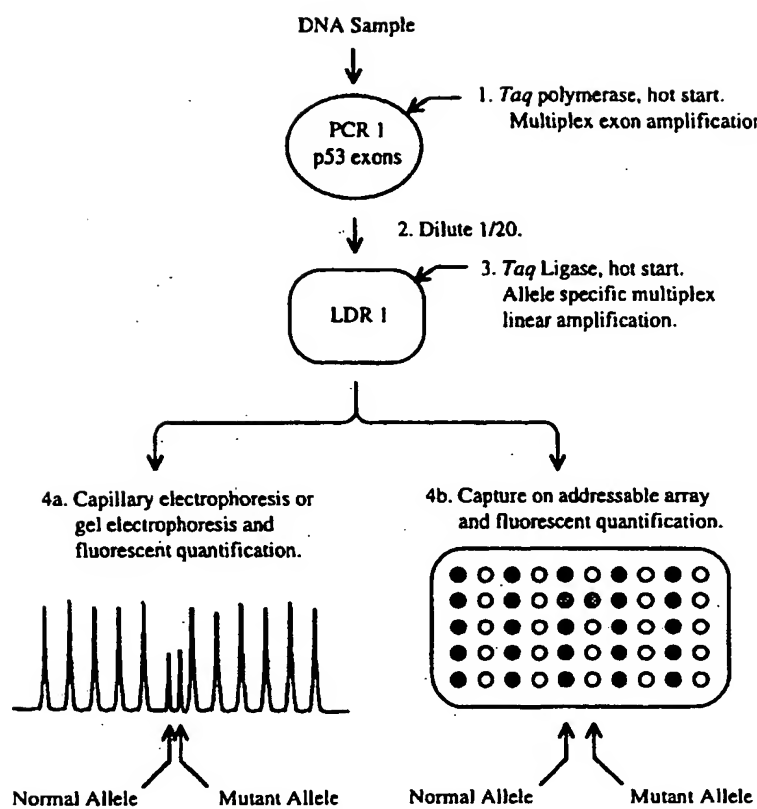 DNA Sample
1. Taq polymerase, hot start.
Multiplex exon amplification
PCR 1
p53 exons
2. Dilute 1/20.
3. Taq Ligase, hot start.
Allele specific multiplex
linear amplification.
LDR 1
4a. Capillary electrophoresis or
gel electrophoresis and
fluorescent quantification.
4b. Capture on addressable array
and fluorescent quantification.
Normal Allele
Mutant Allele
Normal Allele
Mutant Allele